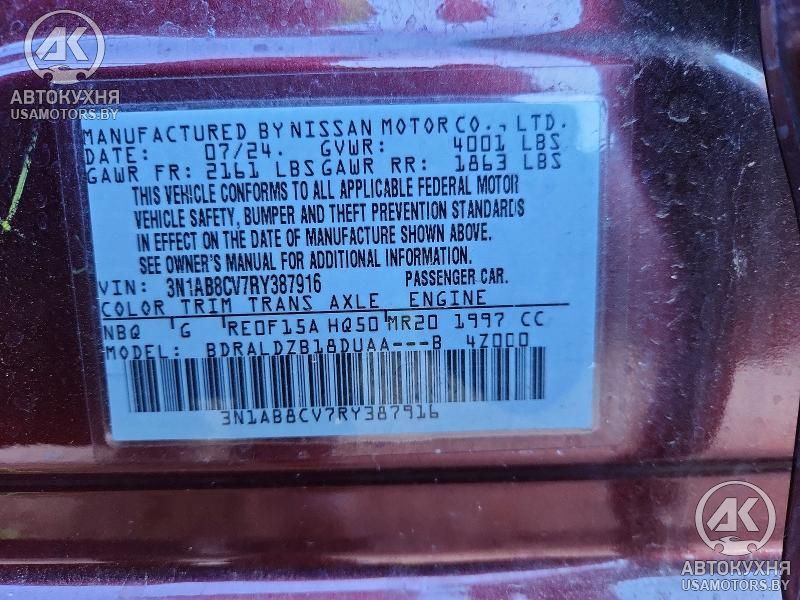 AK
АВТОКУХНЯ
USAMOTORS.BY
MANUFACTURED BY NISSAN MOTOR CO., LTD.
DATE: 07/24. GVWR: 4001 LBS
GAWR FR: 2161 LBS GAWR RR: 1863 LBS
THIS VEHICLE CONFORMS TO ALL APPLICABLE FEDERAL MOTOR
VEHICLE SAFETY, BUMPER AND THEFT PREVENTION STANDARDS
IN EFFECT ON THE DATE OF MANUFACTURE SHOWN ABOVE.
SEE OWNER'S MANUAL FOR ADDITIONAL INFORMATION.
VIN: 3N1AB8CV7RY387916 PASSENGER CAR.
COLOR TRIM TRANS AXLE ENGINE
NBQ G RE0F15A HQ50 MR20 1997 CC
MODEL: BDRALDZB18DUAA---B 4Z000
3N1AB8CV7RY387916
AK
АВТОКУХНЯ
USAMOTORS.BY